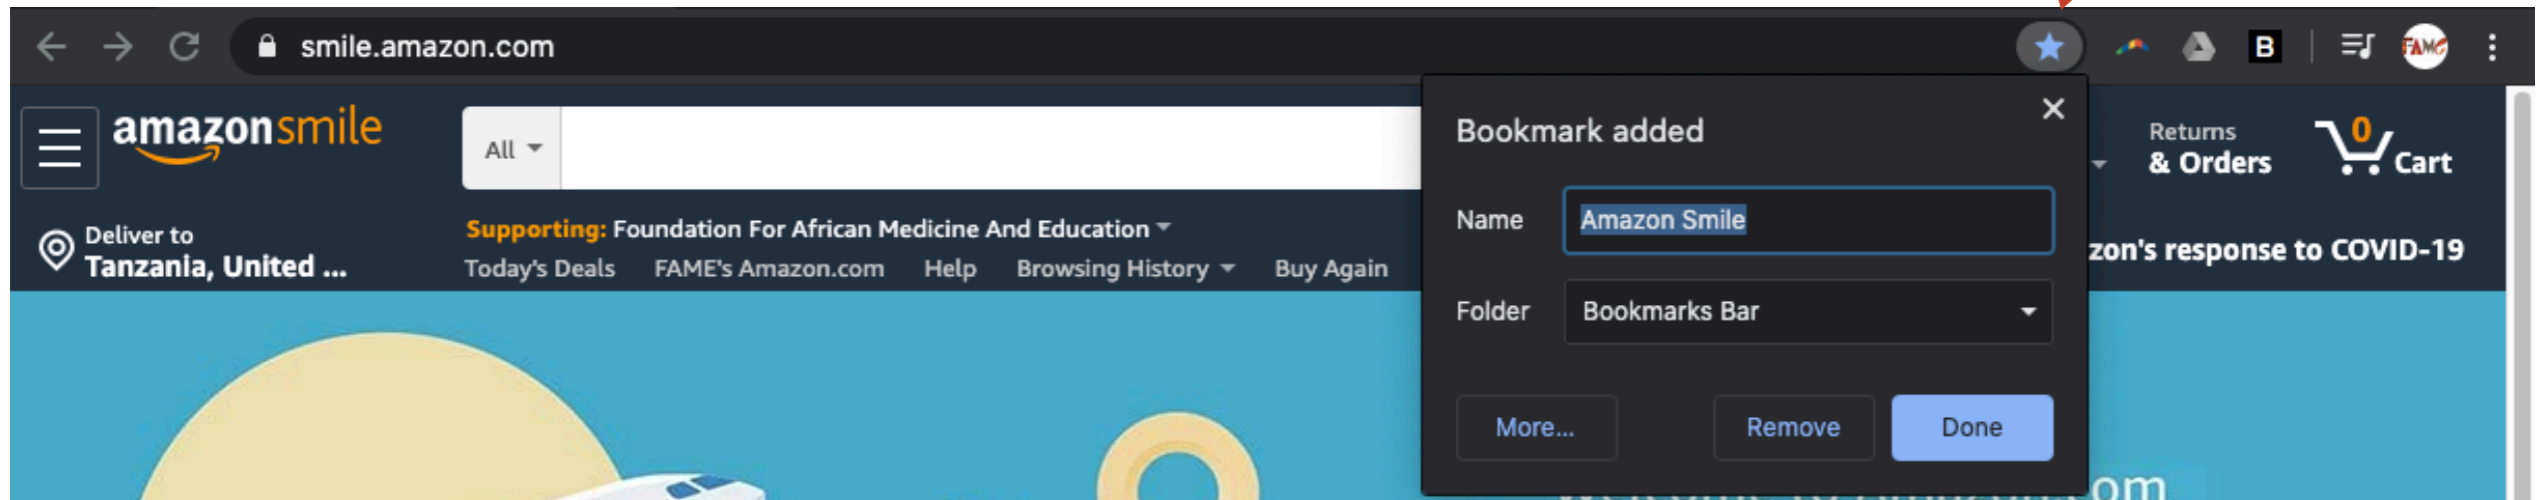 smile.amazon.com
B
FAME
amazonsmile
All
Bookmark added
Returns
& Orders
0
Cart
Name
Amazon Smile
Deliver to
Tanzania, United ...
Supporting: Foundation For African Medicine And Education
Today's Deals FAME's Amazon.com Help Browsing History Buy Again
zon's response to COVID-19
Folder
Bookmarks Bar
More...
Remove
Done
om